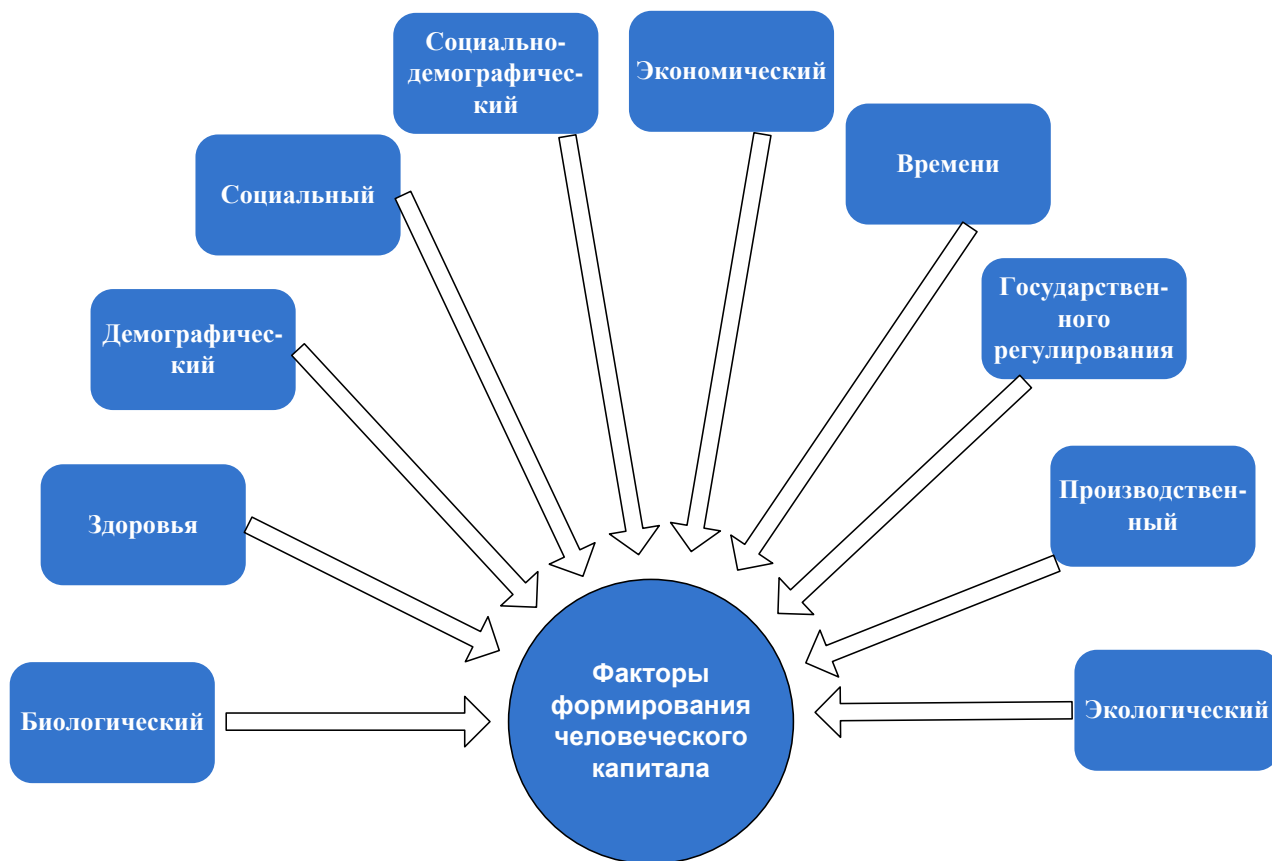 Социально-
демографичес-
кий
Экономический
Времени
Социальный
Государствен-
ного
регулирования
Демографичес-
кий
Производствен-
ный
Здоровья
Биологический
Факторы
формирования
человеческого
капитала
Экологический